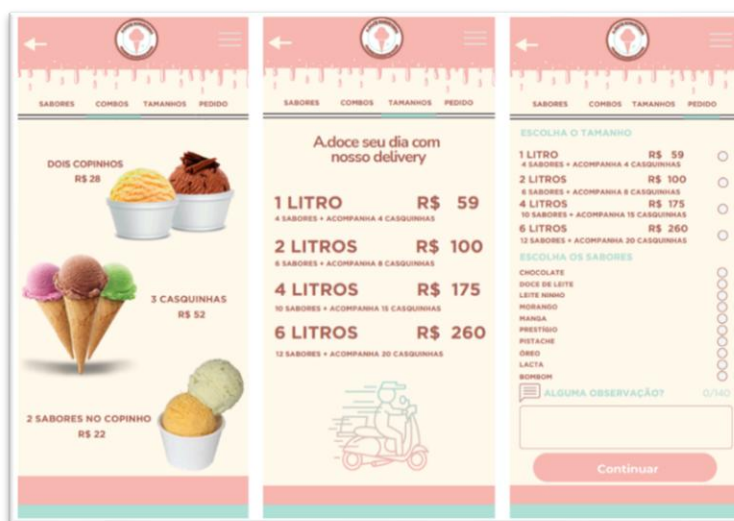 SABORES COMBOS TAMANHOS PEDIDO
DOIS COPINHOS
R$ 28
3 CASQUINHAS
R$ 52
2 SABORES NO COPINHO
R$ 22
SABORES COMBOS TAMANHOS PEDIDO
A.doce seu dia com
nosso delivery
1 LITRO R$ 59
4 SABORES + ACOMPANHA 4 CASQUINHAS
2 LITROS R$ 100
6 SABORES + ACOMPANHA 8 CASQUINHAS
4 LITROS R$ 175
10 SABORES + ACOMPANHA 15 CASQUINHAS
6 LITROS R$ 260
12 SABORES + ACOMPANHA 20 CASQUINHAS
SABORES COMBOS TAMANHOS PEDIDO
ESCOLHA O TAMANHO
1 LITRO R$ 59
4 SABORES + ACOMPANHA 4 CASQUINHAS
2 LITROS R$ 100
6 SABORES + ACOMPANHA 8 CASQUINHAS
4 LITROS R$ 175
10 SABORES + ACOMPANHA 15 CASQUINHAS
6 LITROS R$ 260
12 SABORES + ACOMPANHA 20 CASQUINHAS
ESCOLHA OS SABORES
CHOCOLATE
DOCE DE LEITE
LEITE NINHO
MORANGO
MANGA
PRESTÍGIO
PISTACHE
ÓREO
LACTA
BOMBOM
ALGUMA OBSERVAÇÃO? 0/140
Continuar